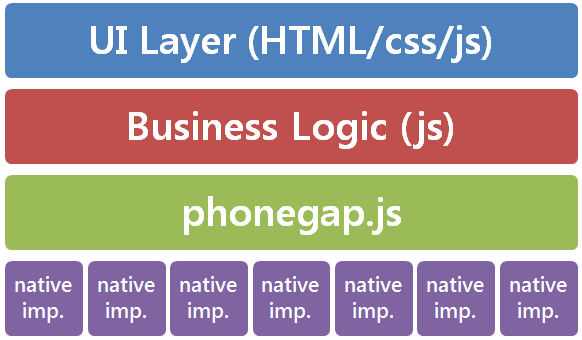 UI Layer (HTML/css/js)
Business Logic (js)
phonegap.js
native native native native native native native
imp. imp. imp. imp. imp. imp. imp.